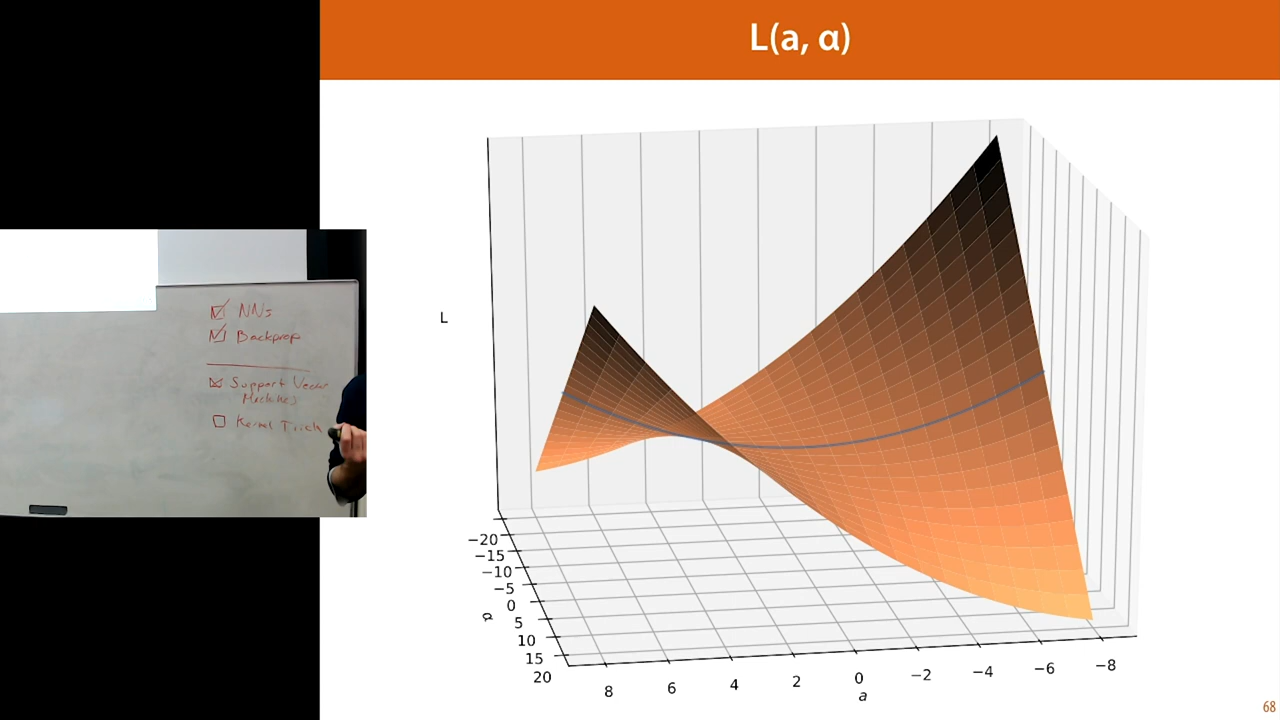 L(a, α)
NNs
Backprop
Support Vector
Machines
Kernel Trick
L
−20
−15
−10
−5
0
5
10
15
20
α
8
6
4
2
0
−2
−4
−6
−8
a
68